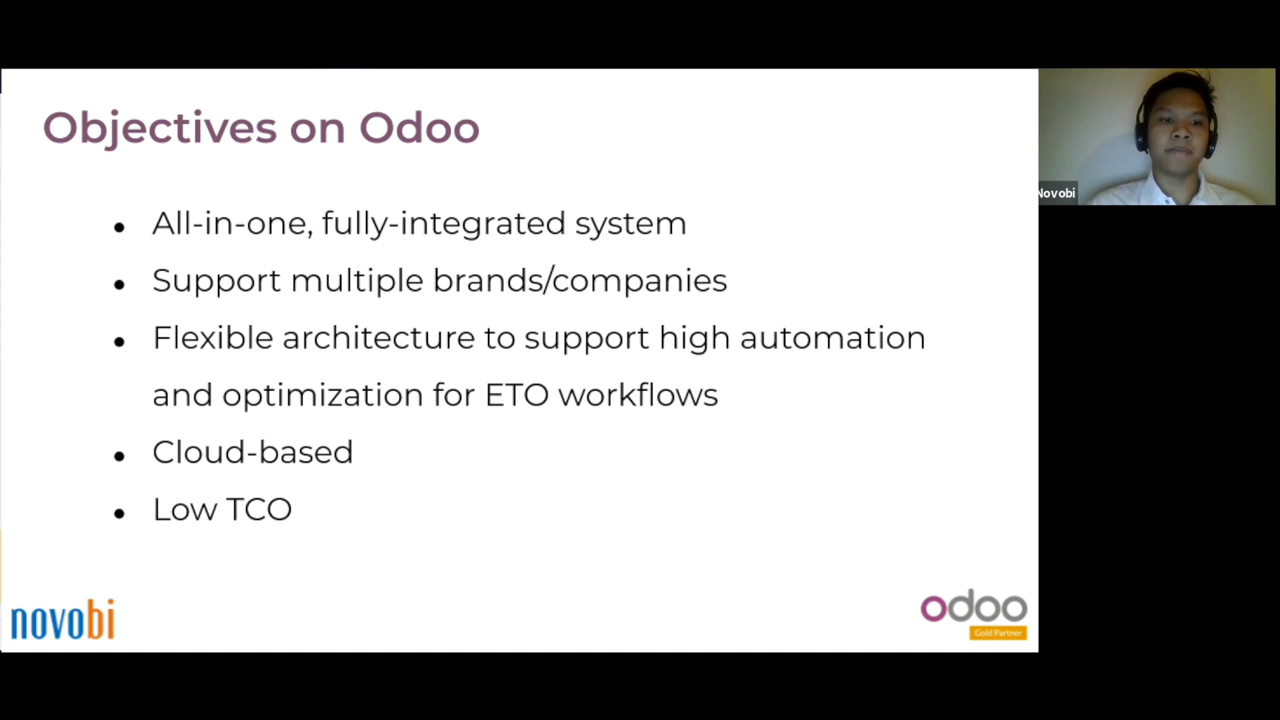 Objectives on Odoo
Novobi
All-in-one, fully-integrated system
Support multiple brands/companies
Flexible architecture to support high automation
and optimization for ETO workflows
Cloud-based
Low TCO
novobi
odoo
Gold Partner